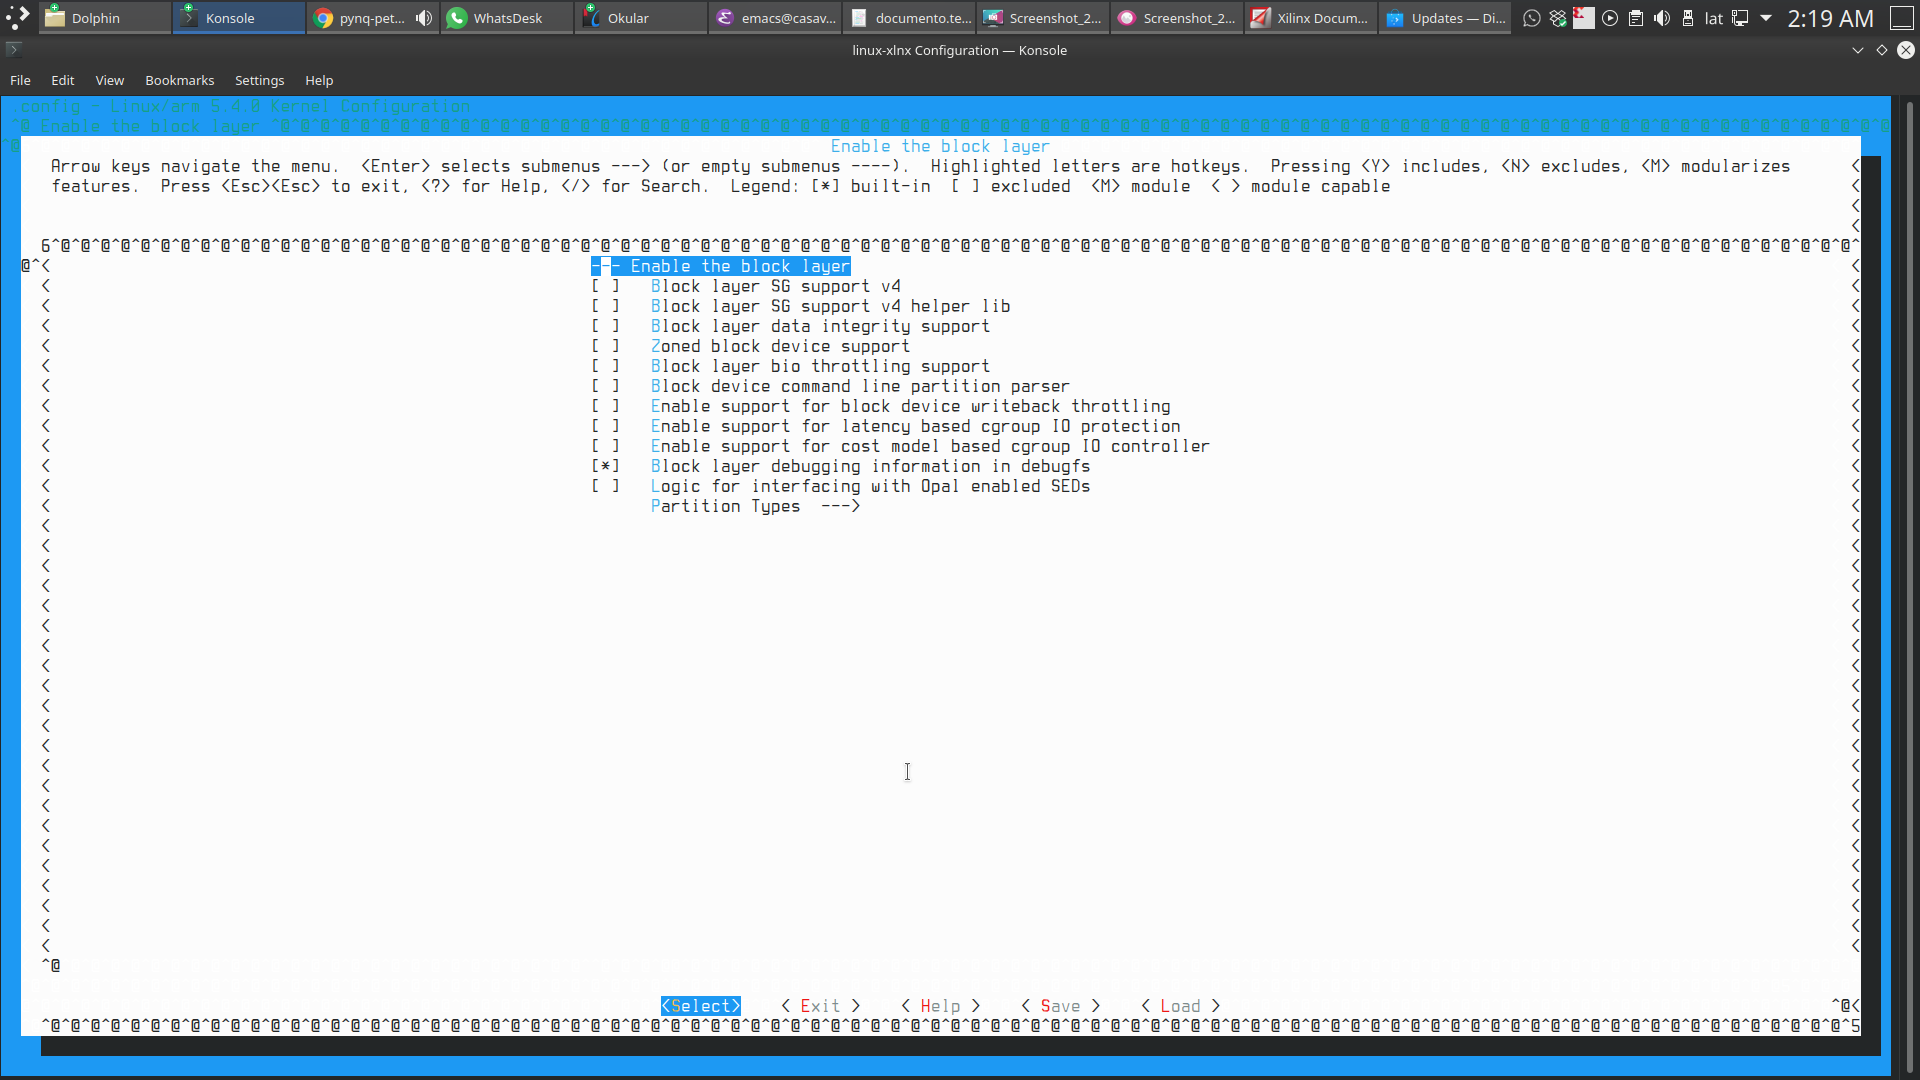 Dolphin
Konsole
pynq-pet...
WhatsDesk
Okular
emacs@casav...
documento.te...
Screenshot_2...
Screenshot_2...
Xilinx Docum...
Updates — Di...
lat
2:19 AM
linux-xlnx Configuration — Konsole
File Edit View Bookmarks Settings Help
.config - Linux/arm 5.4.0 Kernel Configuration
Enable the block layer
Enable the block layer
Arrow keys navigate the menu. <Enter> selects submenus ---> (or empty submenus ----). Highlighted letters are hotkeys. Pressing <Y> includes, <N> excludes, <M> modularizes
features. Press <Esc><Esc> to exit, <?> for Help, </> for Search. Legend: [*] built-in [ ] excluded <M> module < > module capable
--- Enable the block layer
[ ] Block layer SG support v4
[ ] Block layer SG support v4 helper lib
[ ] Block layer data integrity support
[ ] Zoned block device support
[ ] Block layer bio throttling support
[ ] Block device command line partition parser
[ ] Enable support for block device writeback throttling
[ ] Enable support for latency based cgroup IO protection
[ ] Enable support for cost model based cgroup IO controller
[*] Block layer debugging information in debugfs
[ ] Logic for interfacing with Opal enabled SEDs
Partition Types --->
<Select> < Exit > < Help > < Save > < Load >